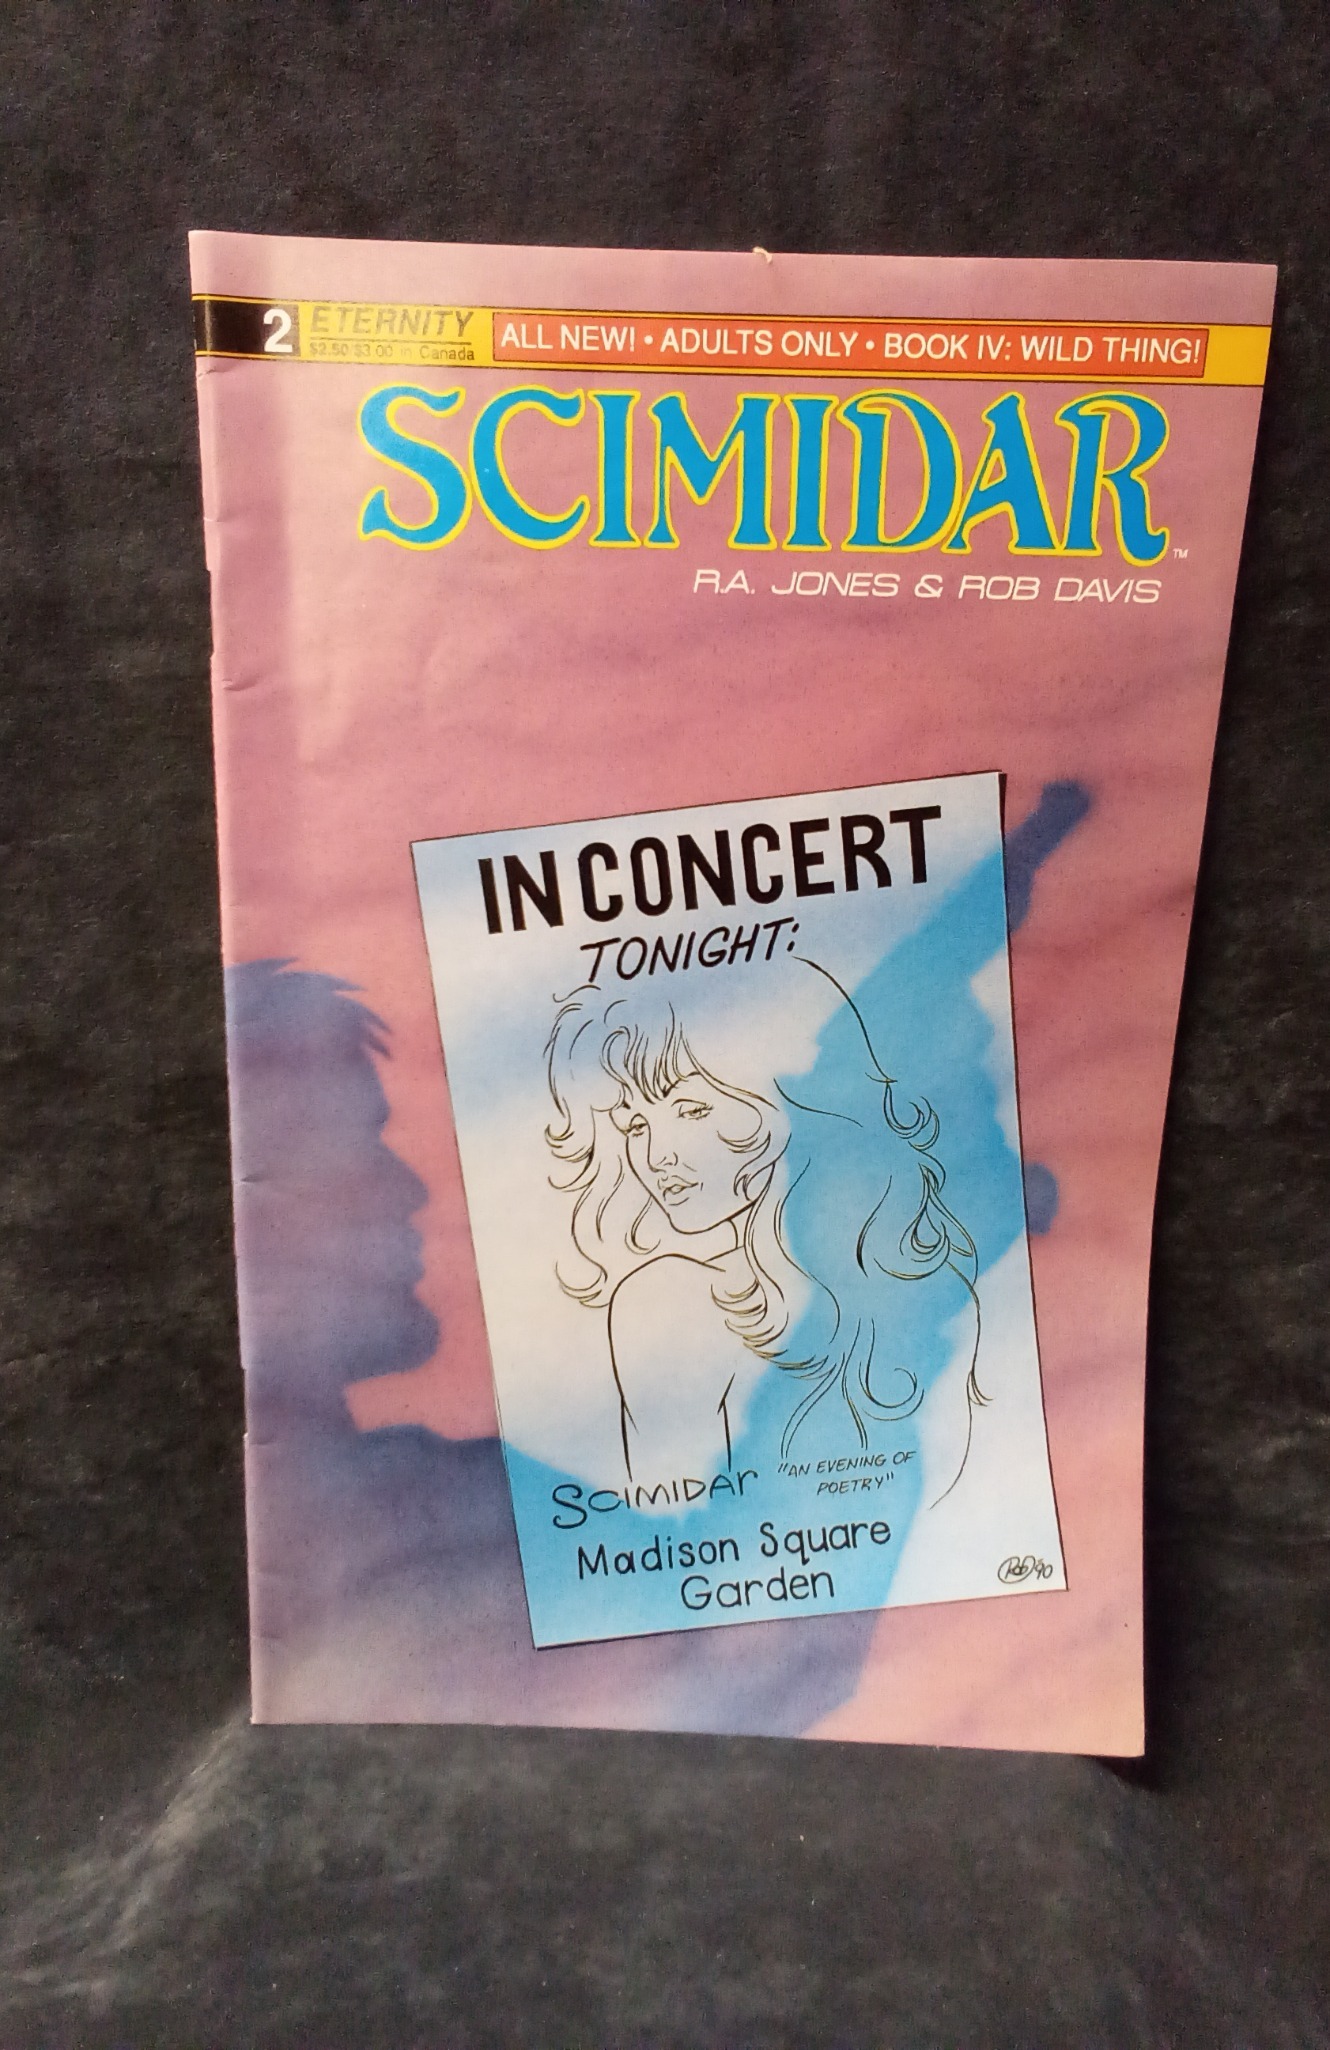 2 ETERNITY
$2.50/$3.00 in Canada
ALL NEW! • ADULTS ONLY • BOOK IV: WILD THING!
SCIMIDAR™
R.A. JONES & ROB DAVIS
IN CONCERT
TONIGHT:
SCIMIDAR
"AN EVENING OF
POETRY"
Madison Square
Garden
Rob '90